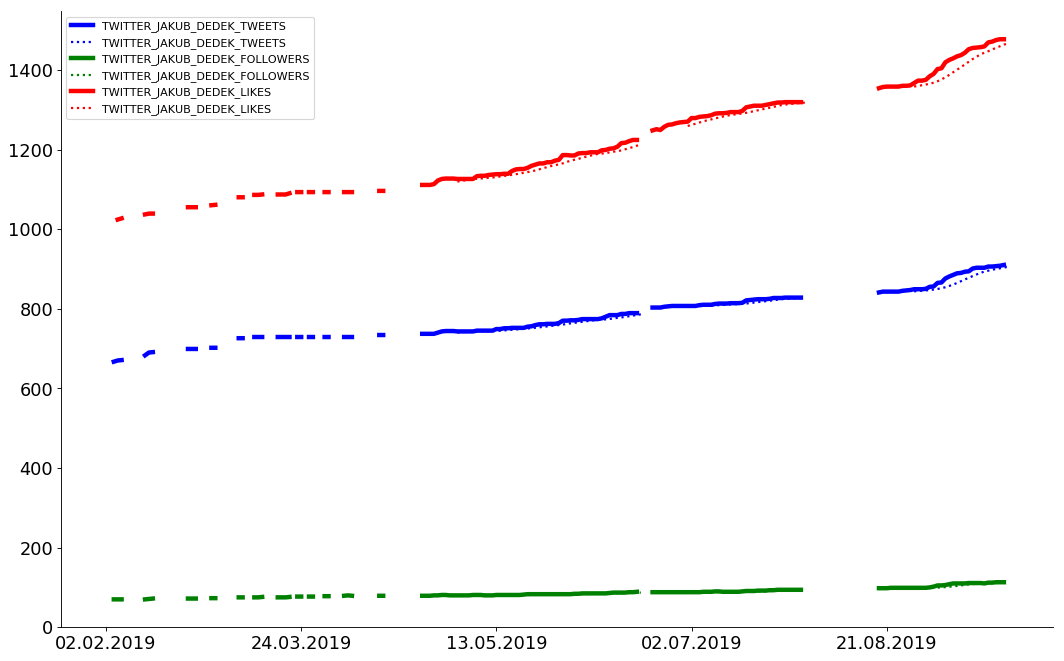 TWITTER_JAKUB_DEDEK_TWEETS
TWITTER_JAKUB_DEDEK_TWEETS
TWITTER_JAKUB_DEDEK_FOLLOWERS
TWITTER_JAKUB_DEDEK_FOLLOWERS
TWITTER_JAKUB_DEDEK_LIKES
TWITTER_JAKUB_DEDEK_LIKES
1400
1200
1000
800
600
400
200
0
02.02.2019 24.03.2019 13.05.2019 02.07.2019 21.08.2019